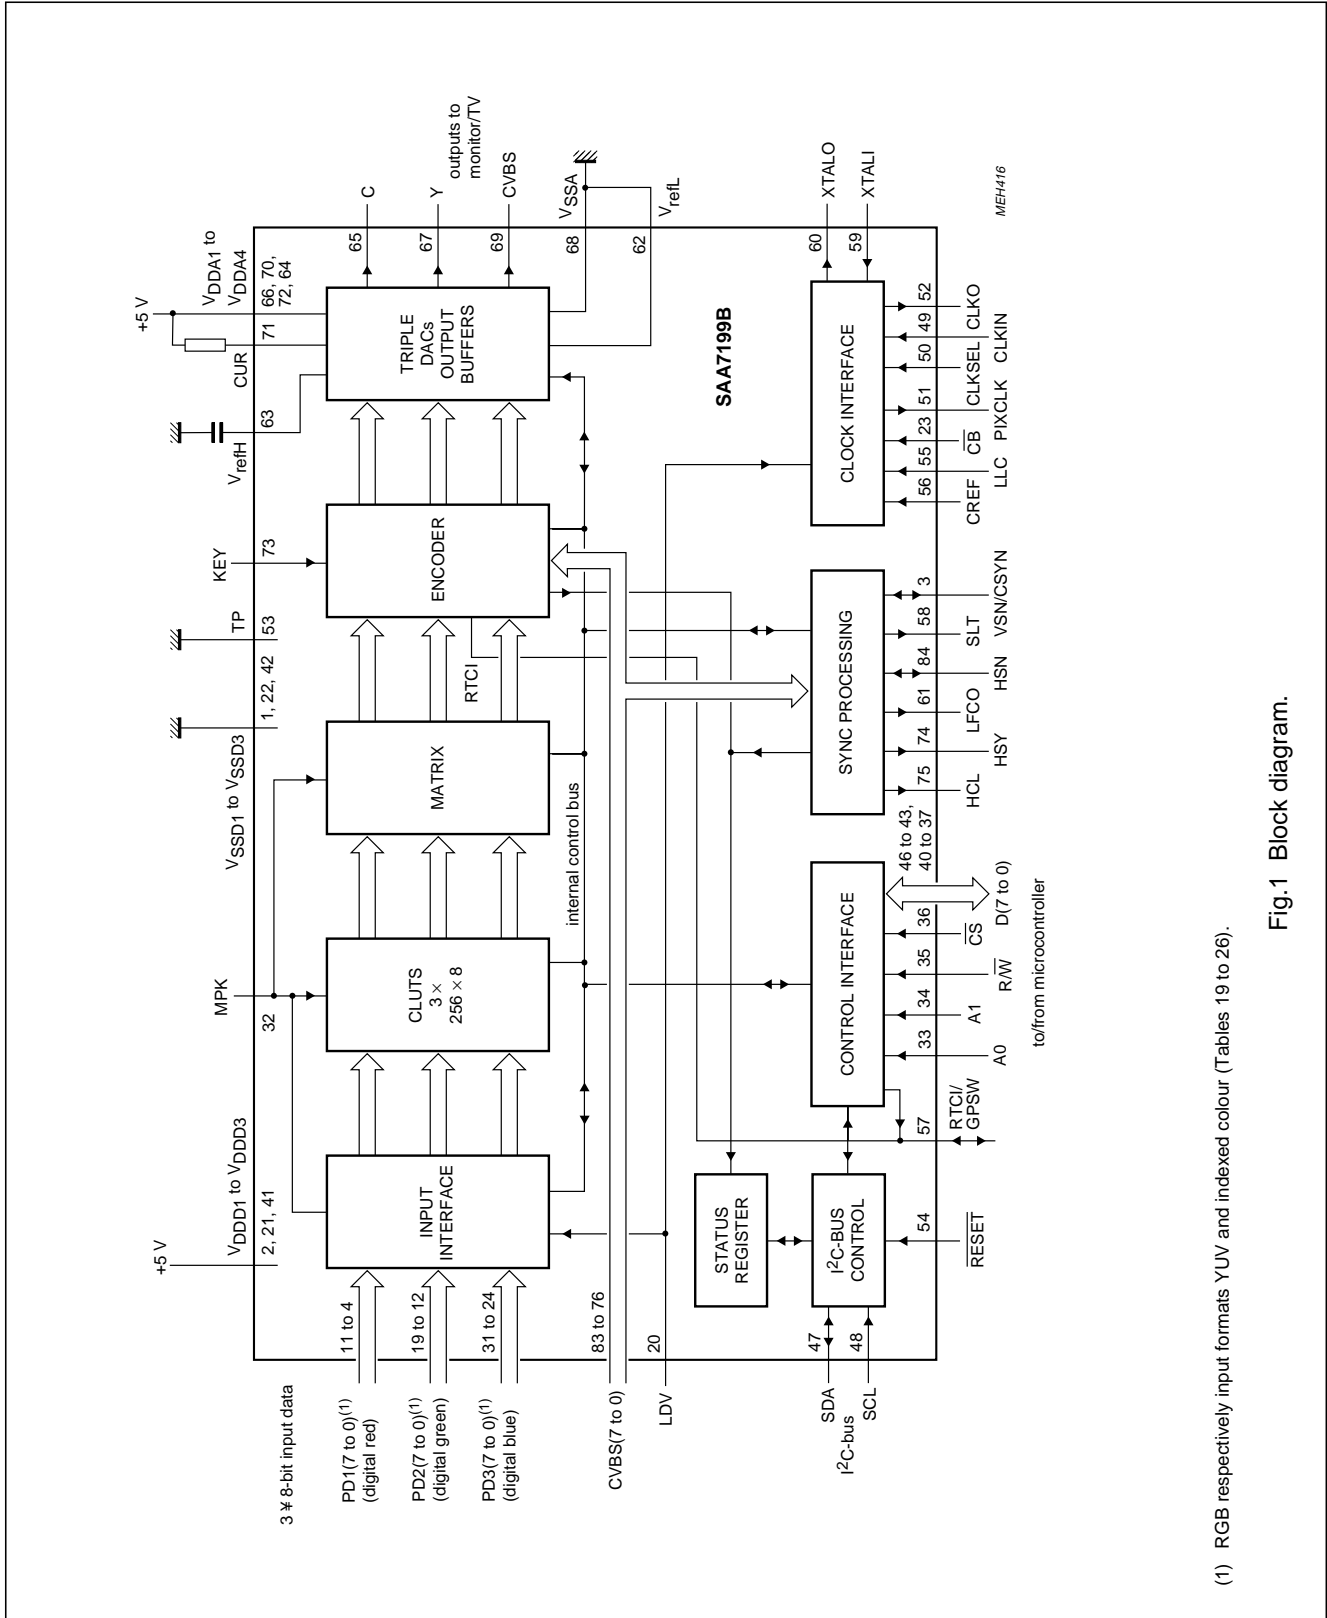 +5 V
VDDD1 to VDDD3
2, 21, 41
MPK
32
VSSD1 to VSSD3
1, 22, 42
TP
53
KEY
73
VrefH
63
CUR
71
+5 V
VDDA1 to
VDDA4
66, 70,
72, 64
3 ¥ 8-bit input data
PD1(7 to 0)(1)
(digital red)
11 to 4
PD2(7 to 0)(1)
(digital green)
19 to 12
PD3(7 to 0)(1)
(digital blue)
31 to 24
INPUT
INTERFACE
CLUTS
3 ×
256 × 8
MATRIX
ENCODER
TRIPLE
DACs
OUTPUT
BUFFERS
65
C
67
Y
69
CVBS
outputs to
monitor/TV
68
VSSA
62
VrefL
internal control bus
RTCI
CVBS(7 to 0)
83 to 76
LDV
20
SAA7199B
STATUS
REGISTER
I2C-BUS
CONTROL
CONTROL INTERFACE
SYNC PROCESSING
CLOCK INTERFACE
60
XTALO
59
XTALI
SDA
47
I2C-bus
SCL
48
54
RESET
57
RTCI/
GPSW
33
A0
34
A1
35
R/W
36
CS
46 to 43,
40 to 37
D(7 to 0)
to/from microcontroller
75
HCL
74
HSY
61
LFCO
84
HSN
58
SLT
3
VSN/CSYN
56
CREF
55
LLC
23
CB
51
PIXCLK
50
CLKSEL
49
CLKIN
52
CLKO
MEH416
(1) RGB respectively input formats YUV and indexed colour (Tables 19 to 26).
Fig.1 Block diagram.